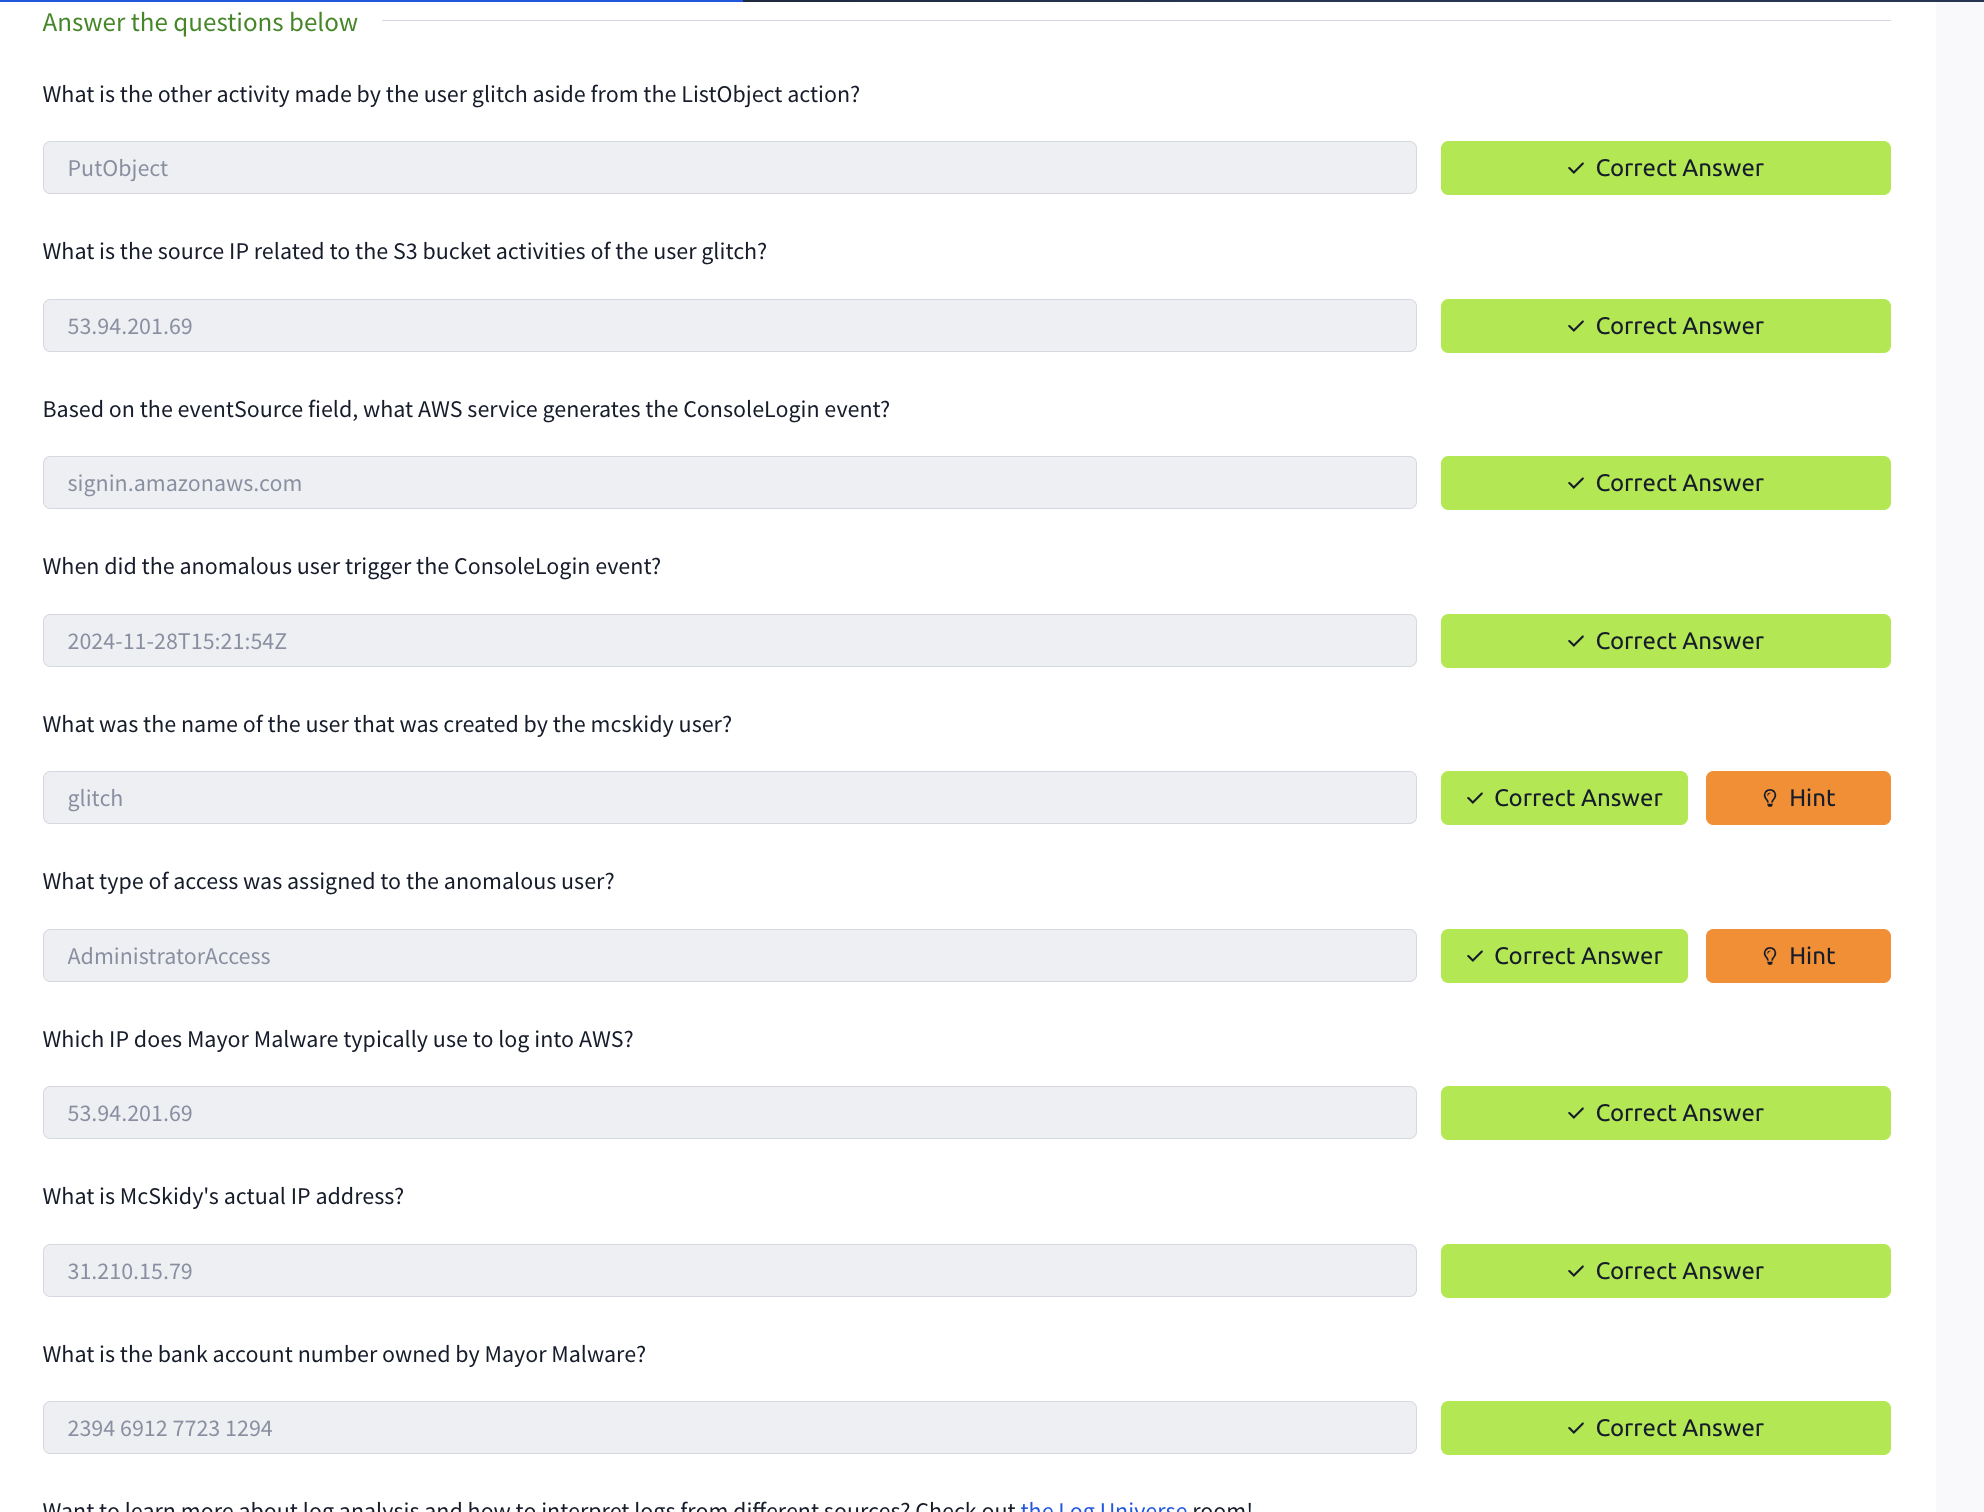 Answer the questions below
What is the other activity made by the user glitch aside from the ListObject action?
PutObject
✓ Correct Answer
What is the source IP related to the S3 bucket activities of the user glitch?
53.94.201.69
✓ Correct Answer
Based on the eventSource field, what AWS service generates the ConsoleLogin event?
signin.amazonaws.com
✓ Correct Answer
When did the anomalous user trigger the ConsoleLogin event?
2024-11-28T15:21:54Z
✓ Correct Answer
What was the name of the user that was created by the mcskidy user?
glitch
✓ Correct Answer
Hint
What type of access was assigned to the anomalous user?
AdministratorAccess
✓ Correct Answer
Hint
Which IP does Mayor Malware typically use to log into AWS?
53.94.201.69
✓ Correct Answer
What is McSkidy's actual IP address?
31.210.15.79
✓ Correct Answer
What is the bank account number owned by Mayor Malware?
2394 6912 7723 1294
✓ Correct Answer
Want to learn more about log analysis and how to interpret logs from different sources? Check out the Log Universe room!